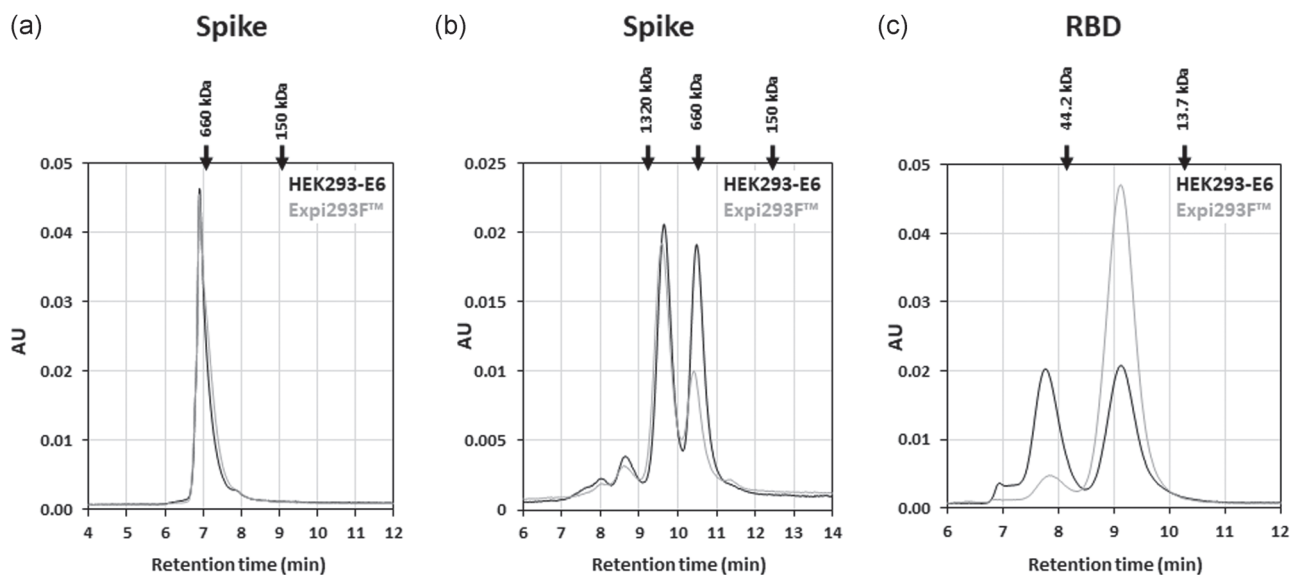 (a)
Spike
660 kDa
150 kDa
0.05
0.04
0.03
0.02
0.01
0.00
AU
HEK293-E6
Expi293F™
4 5 6 7 8 9 10 11 12
Retention time (min)
(b)
Spike
1320 kDa
660 kDa
150 kDa
0.025
0.02
0.015
0.01
0.005
0
AU
HEK293-E6
Expi293F™
6 7 8 9 10 11 12 13 14
Retention time (min)
(c)
RBD
44.2 kDa
13.7 kDa
0.05
0.04
0.03
0.02
0.01
0.00
AU
HEK293-E6
Expi293F™
6 7 8 9 10 11 12
Retention time (min)